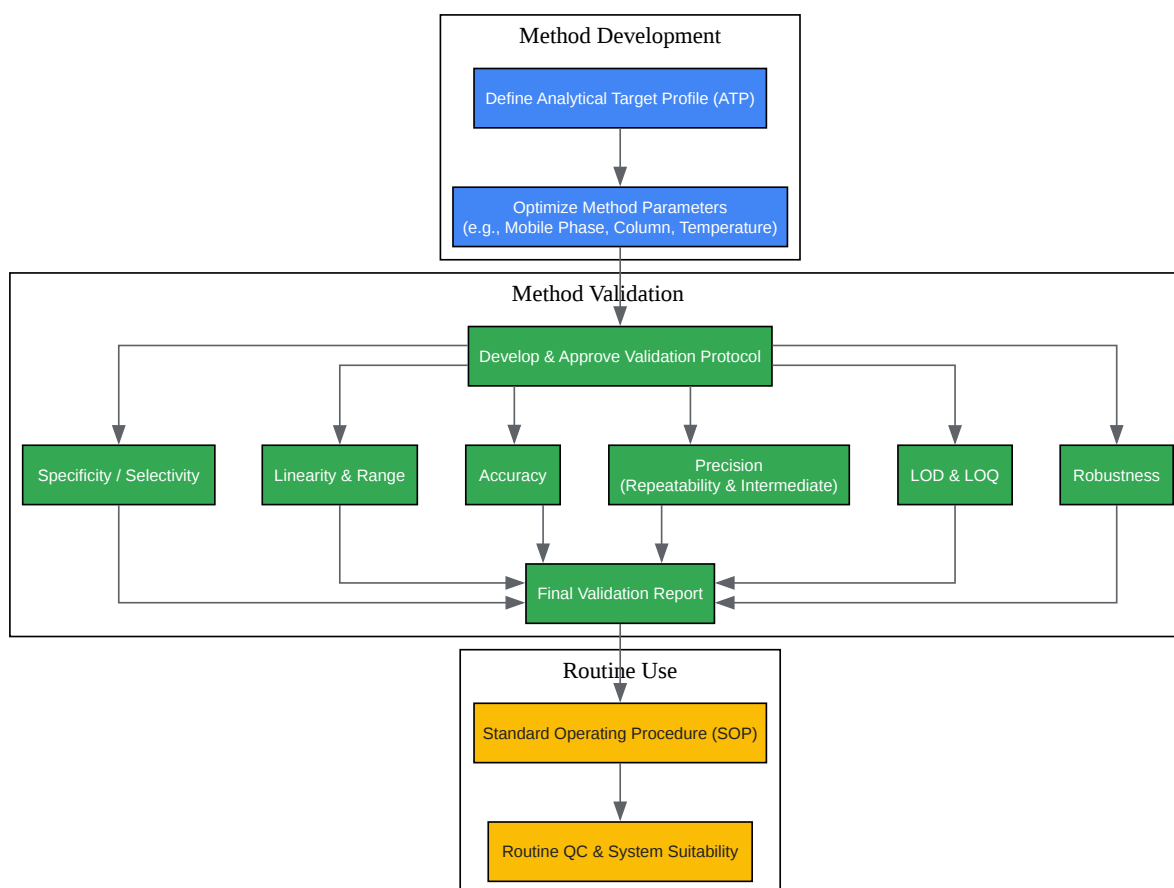 Method Development
Define Analytical Target Profile (ATP)
Optimize Method Parameters
(e.g., Mobile Phase, Column, Temperature)
Method Validation
Develop & Approve Validation Protocol
Specificity / Selectivity
Linearity & Range
Accuracy
Precision
(Repeatability & Intermediate)
LOD & LOQ
Robustness
Final Validation Report
Routine Use
Standard Operating Procedure (SOP)
Routine QC & System Suitability